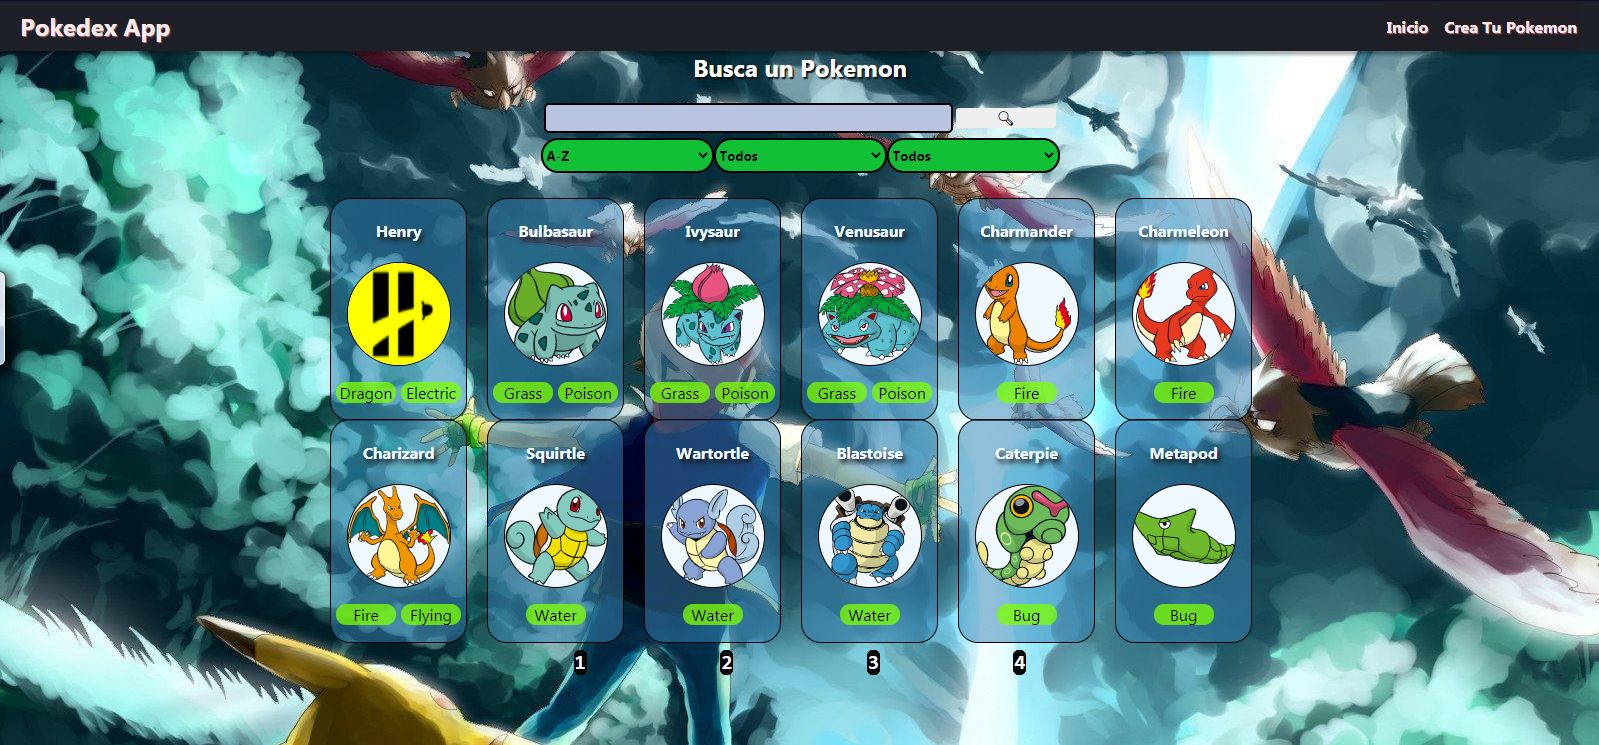 Pokedex App
Inicio Crea Tu Pokemon
Busca un Pokemon
A-Z Todos Todos
Henry Bulbasaur Ivysaur Venusaur Charmander Charmeleon
Dragon Electric Grass Poison Grass Poison Grass Poison Fire Fire
Charizard Squirtle Wartortle Blastoise Caterpie Metapod
Fire Flying Water Water Water Bug Bug
1 2 3 4